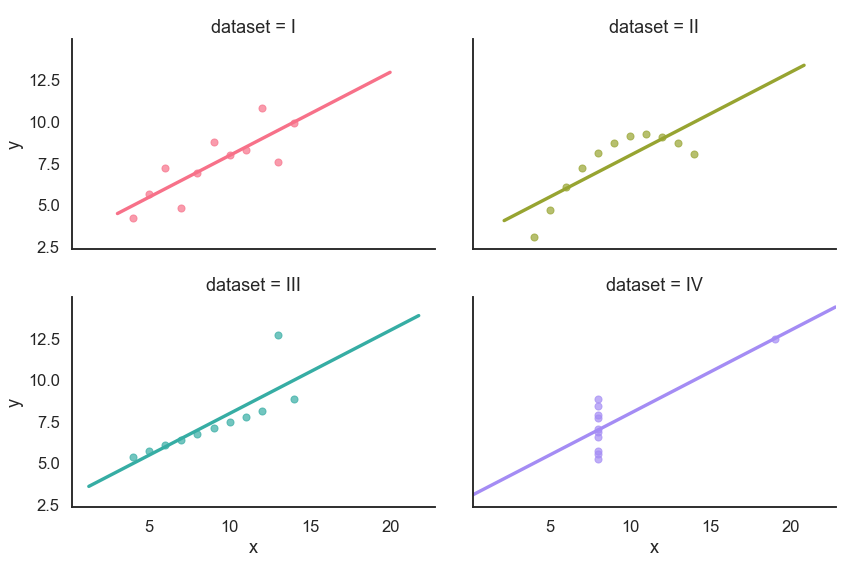 dataset = I
dataset = II
12.5
10.0
7.5
5.0
2.5
y
dataset = III
dataset = IV
12.5
10.0
7.5
5.0
2.5
y
5 10 15 20
5 10 15 20
x
x